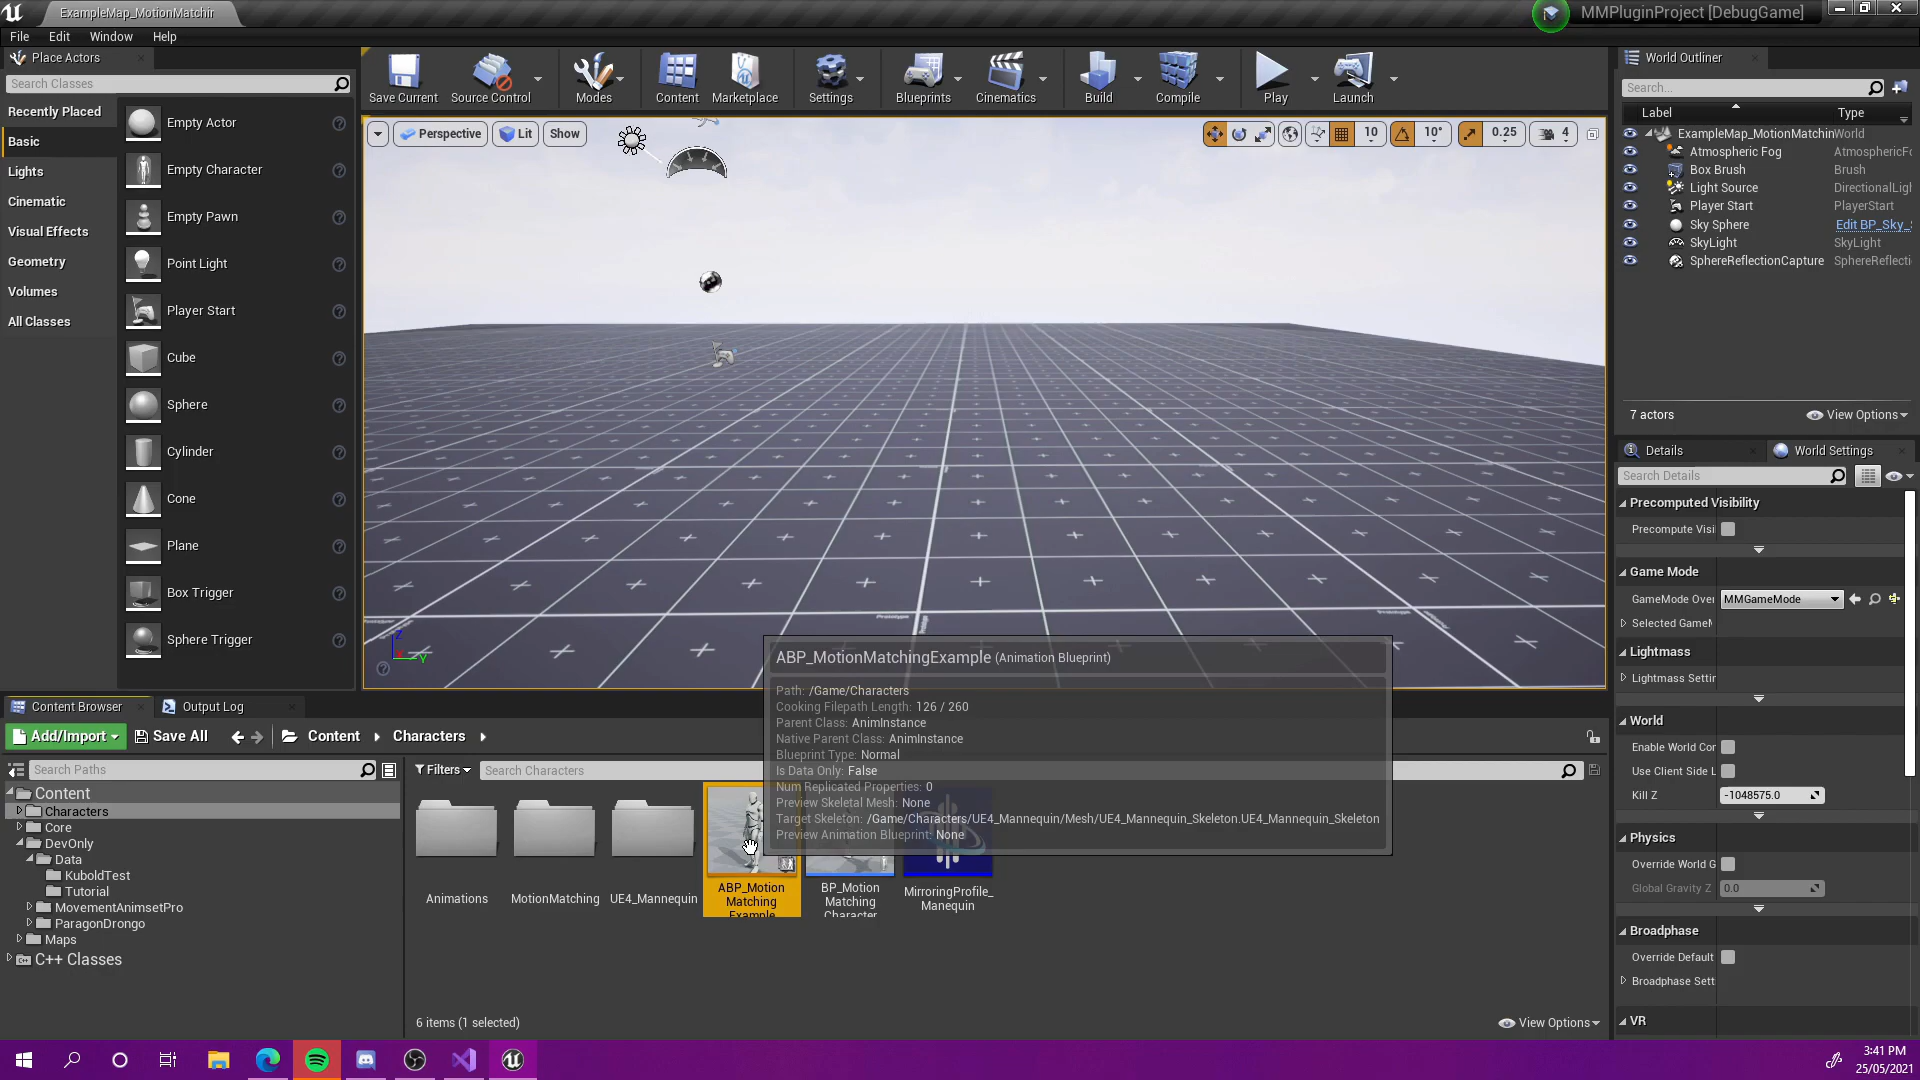 ExampleMap_MotionMatchir
MMPluginProject [DebugGame]
File Edit Window Help
Place Actors
Search Classes
Recently Placed
Basic
Lights
Cinematic
Visual Effects
Geometry
Volumes
All Classes
Empty Actor
Empty Character
Empty Pawn
Point Light
Player Start
Cube
Sphere
Cylinder
Cone
Plane
Box Trigger
Sphere Trigger
Save Current
Source Control
Modes
Content
Marketplace
Settings
Blueprints
Cinematics
Build
Compile
Play
Launch
Perspective
Lit
Show
10
10°
0.25
4
Z
Y
World Outliner
Search...
Label Type
ExampleMap_MotionMatchin World
Atmospheric Fog AtmosphericFo
Box Brush Brush
Light Source DirectionalLigh
Player Start PlayerStart
Sky Sphere Edit BP_Sky_S
SkyLight SkyLight
SphereReflectionCapture SphereReflecti
7 actors
View Options
Details
World Settings
Search Details
Precomputed Visibility
Precompute Visi
Game Mode
GameMode Over MMGameMode
Selected GameM
Lightmass
Lightmass Settir
World
Enable World Cor
Use Client Side L
Kill Z -1048575.0
Physics
Override World G
Global Gravity Z 0.0
Broadphase
Override Default
Broadphase Sett
VR
ABP_MotionMatchingExample (Animation Blueprint)
Path: /Game/Characters
Cooking Filepath Length: 126 / 260
Parent Class: AnimInstance
Native Parent Class: AnimInstance
Blueprint Type: Normal
Is Data Only: False
Num Replicated Properties: 0
Preview Skeletal Mesh: None
Target Skeleton: /Game/Characters/UE4_Mannequin/Mesh/UE4_Mannequin_Skeleton.UE4_Mannequin_Skeleton
Preview Animation Blueprint: None
Content Browser
Output Log
Add/Import
Save All
Content
Characters
Search Paths
Filters
Search Characters
Content
Characters
Core
DevOnly
Data
KuboldTest
Tutorial
MovementAnimsetPro
ParagonDrongo
Maps
C++ Classes
Animations
MotionMatching
UE4_Mannequin
ABP_Motion
Matching
Example
BP_Motion
Matching
Character
MirroringProfile_
Manequin
6 items (1 selected)
View Options
3:41 PM
25/05/2021